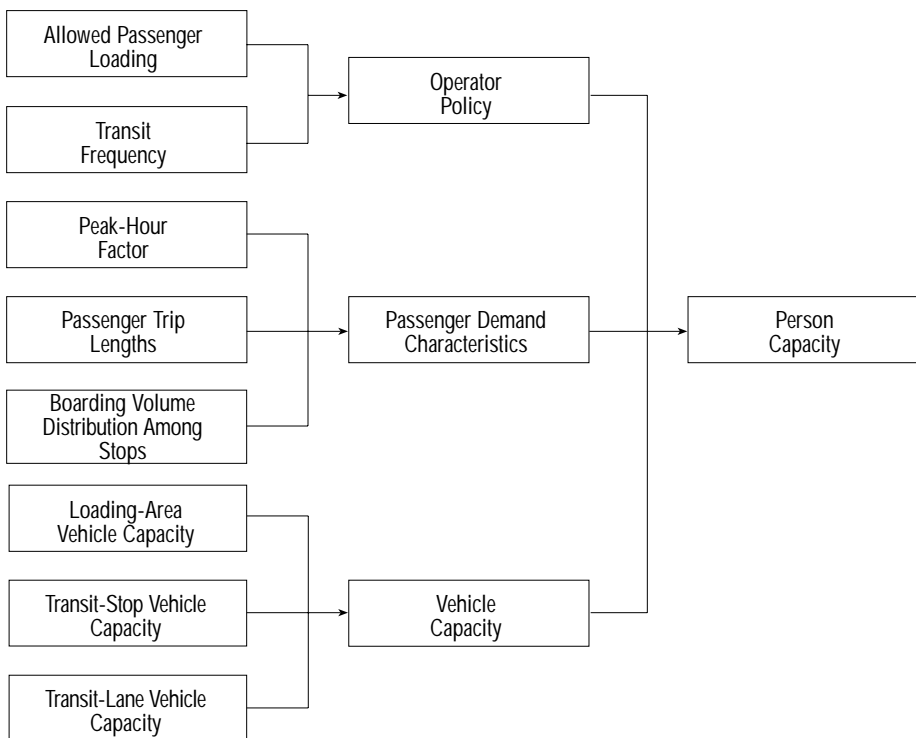 Allowed Passenger
Loading
Transit
Frequency
Operator
Policy
Peak-Hour
Factor
Passenger Trip
Lengths
Boarding Volume
Distribution Among
Stops
Passenger Demand
Characteristics
Person
Capacity
Loading-Area
Vehicle Capacity
Transit-Stop Vehicle
Capacity
Transit-Lane Vehicle
Capacity
Vehicle
Capacity